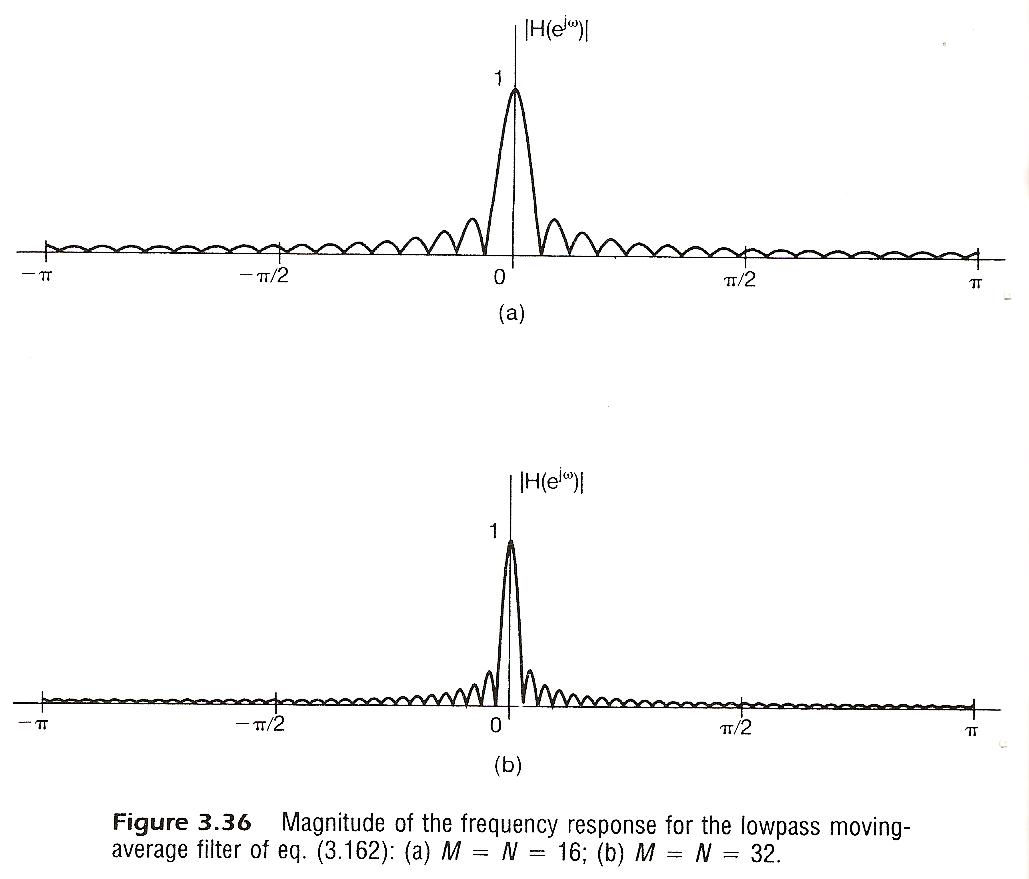 |H(e^{jω})|
1
−π
−π/2
0
π/2
π
(a)
|H(e^{jω})|
1
−π
−π/2
0
π/2
π
(b)
Figure 3.36 Magnitude of the frequency response for the lowpass moving-
average filter of eq. (3.162): (a) M = N = 16; (b) M = N = 32.